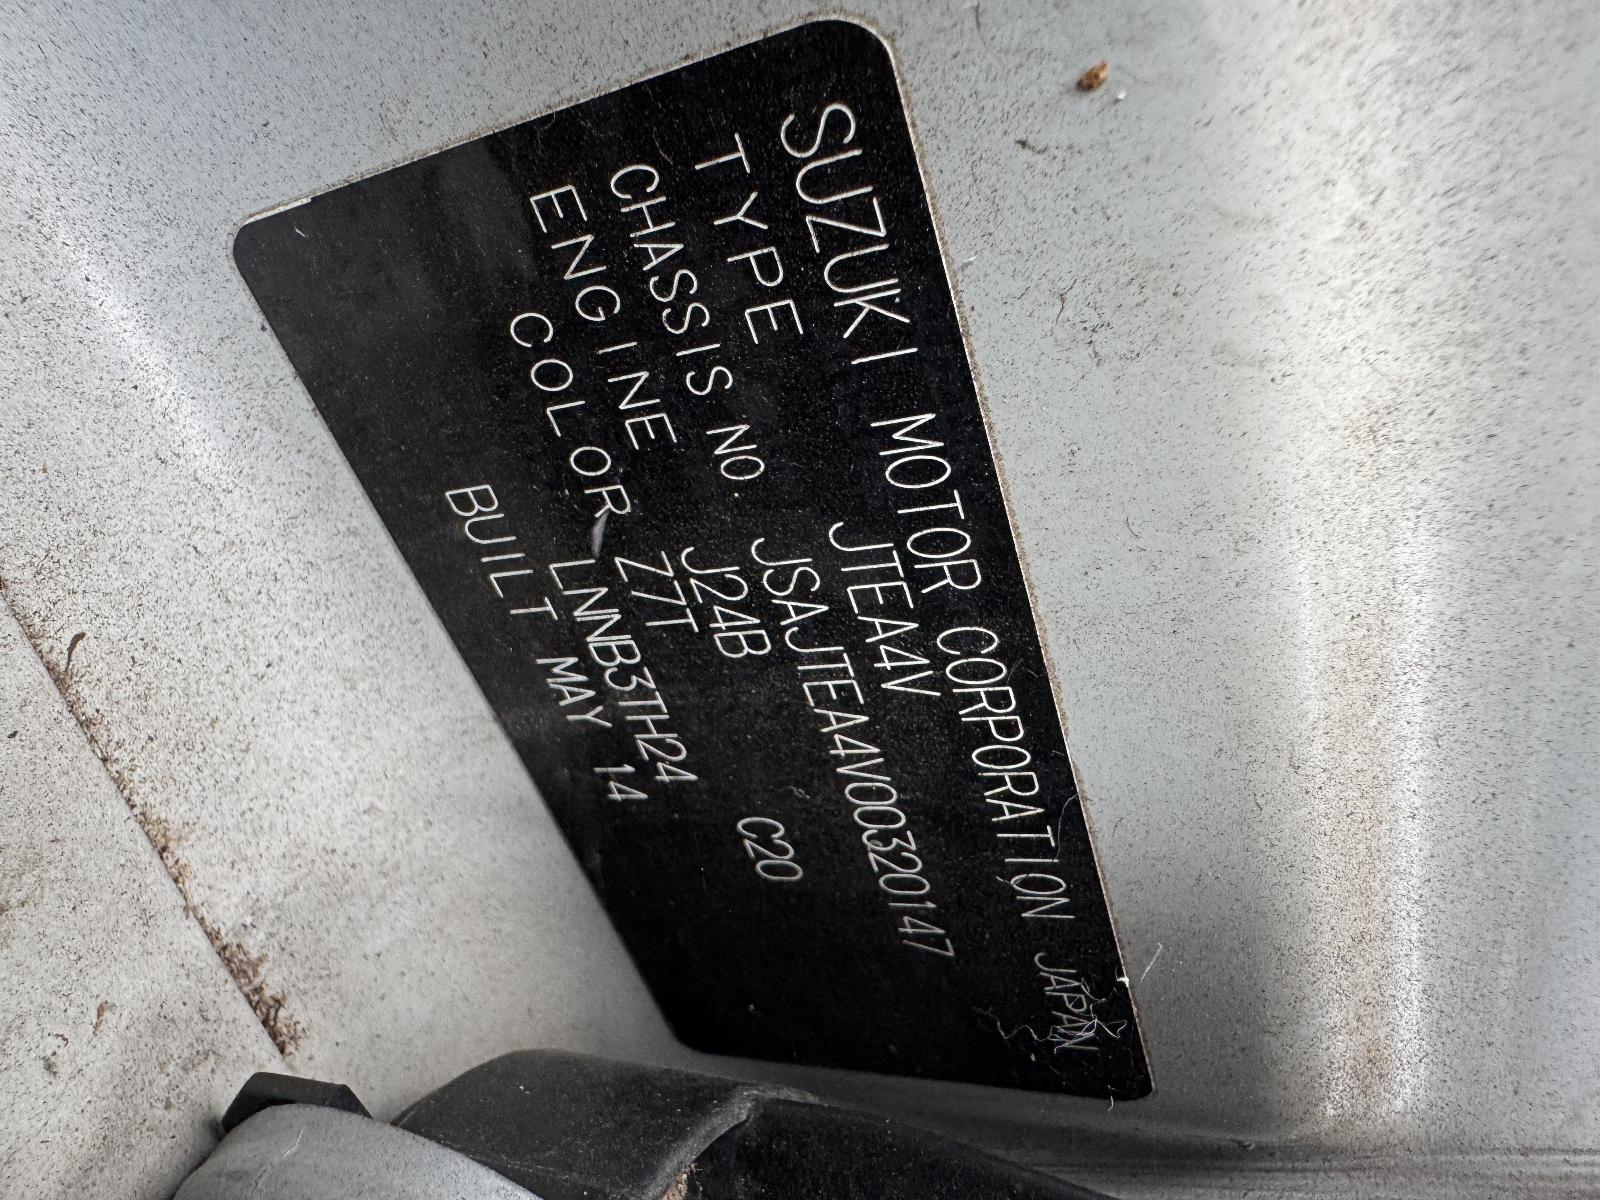 SUZUKI MOTOR CORPORATION JAPAN
TYPE JTEA4V
CHASSIS NO. JSAJTEA4V00320147
ENGINE J24B
COLOR Z7T C20
LNNB3TH24
BUILT MAY 14